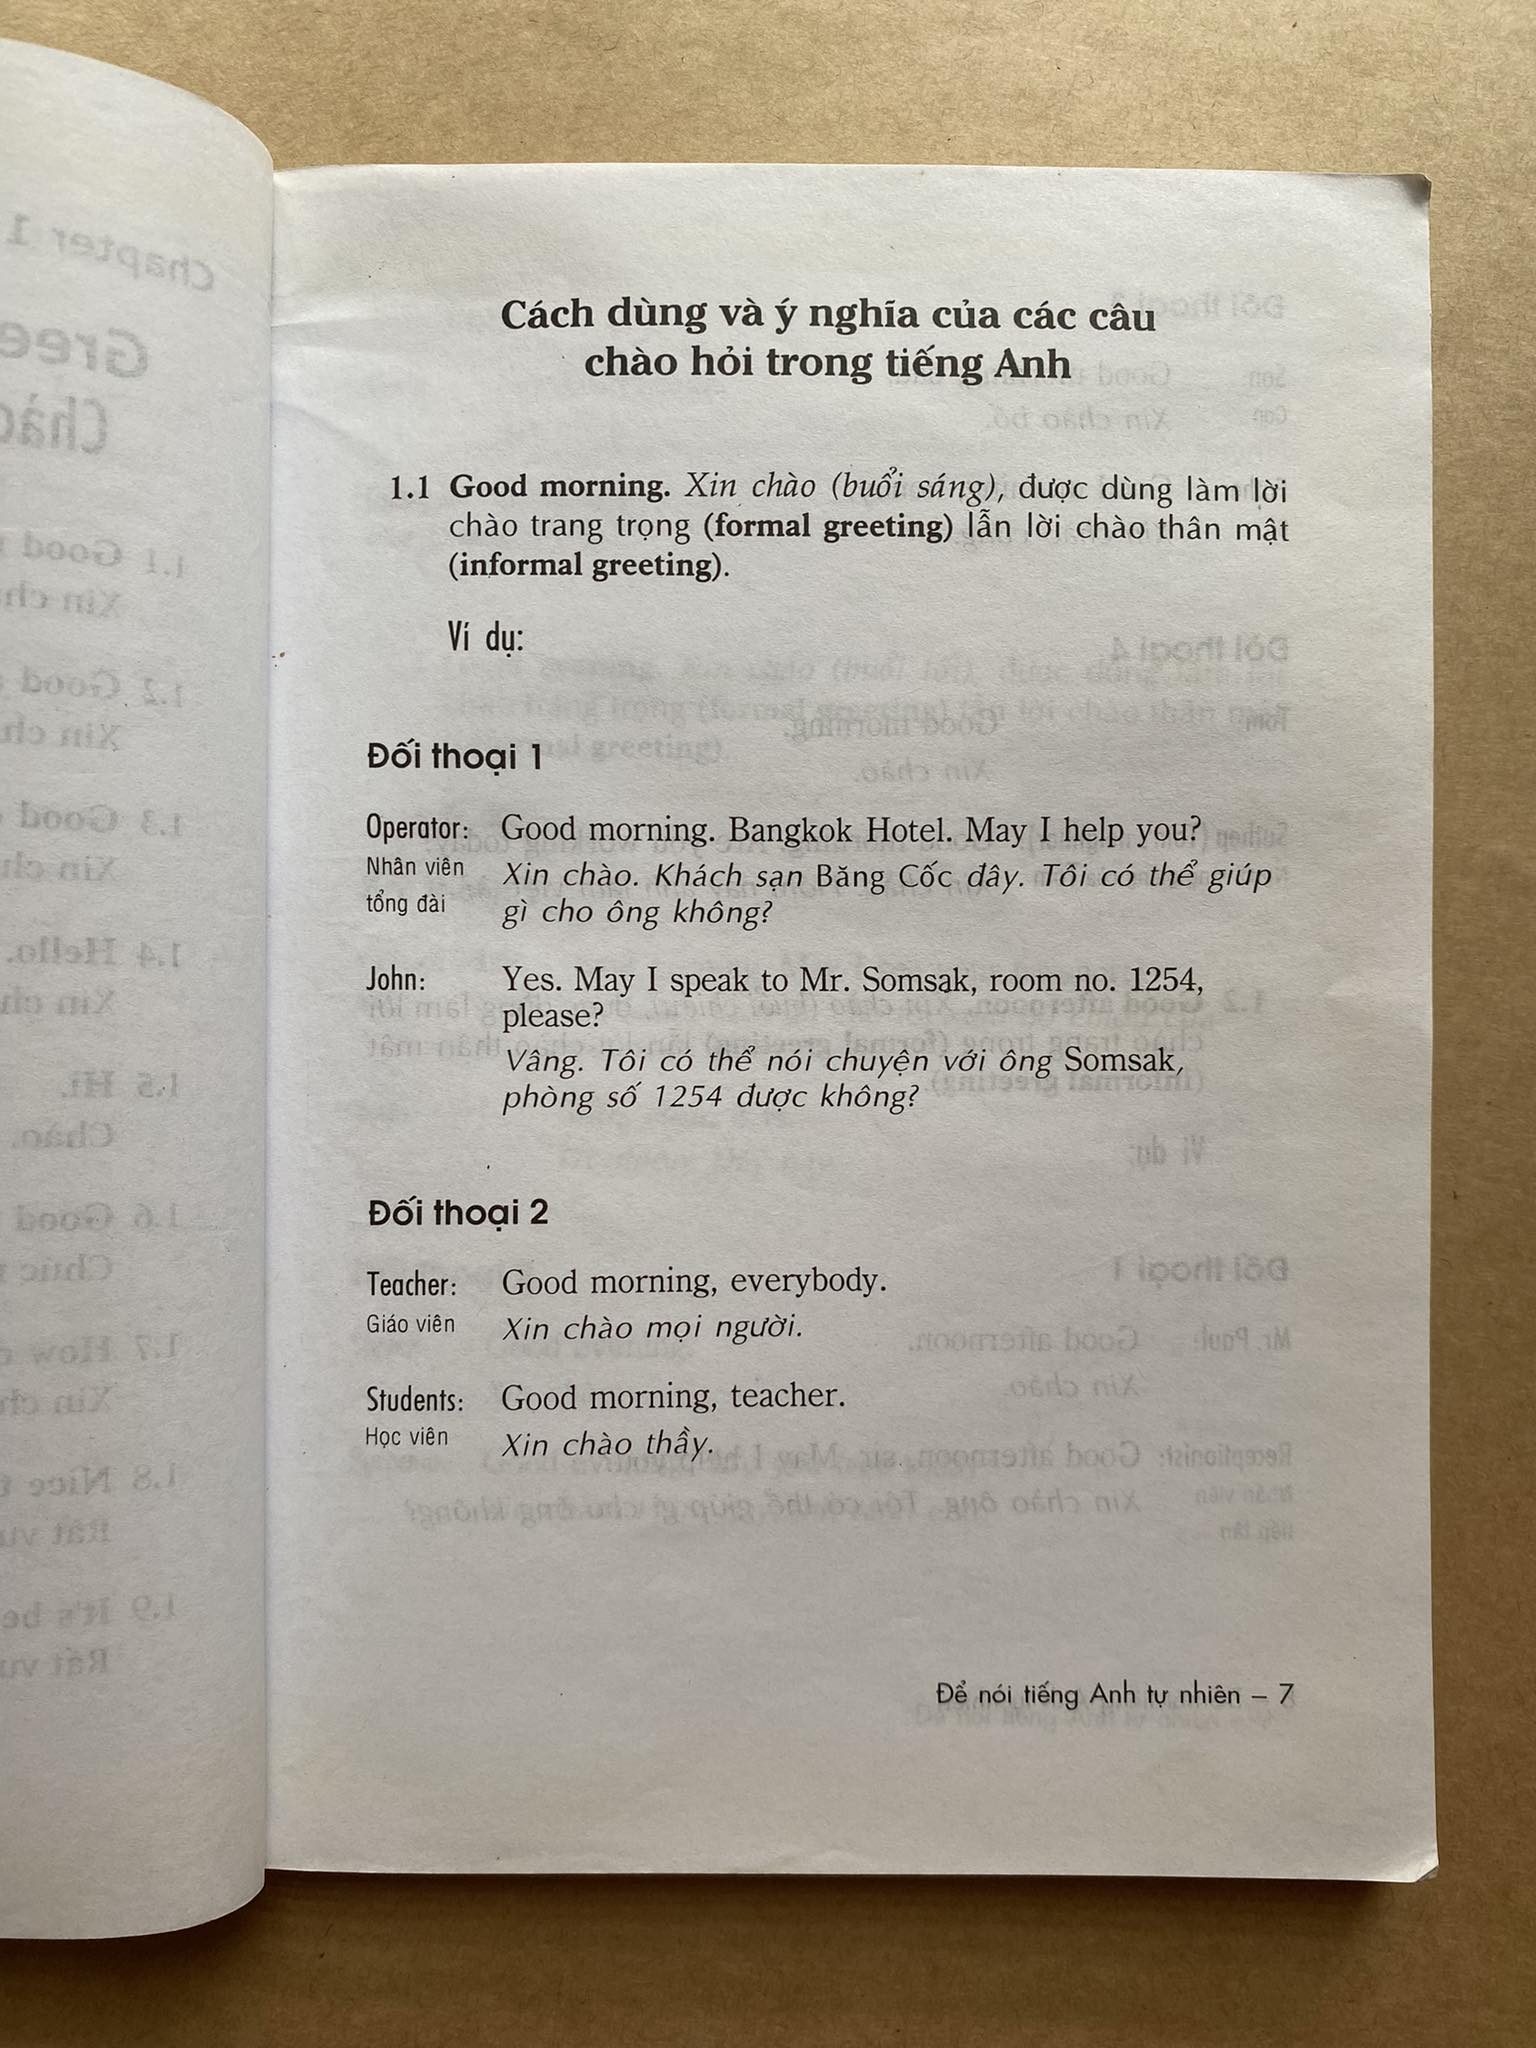 Cách dùng và ý nghĩa của các câu
chào hỏi trong tiếng Anh
1.1 Good morning. Xin chào (buổi sáng), được dùng làm lời
chào trang trọng (formal greeting) lẫn lời chào thân mật
(informal greeting).
Ví dụ:
Đối thoại 1
Operator: Good morning. Bangkok Hotel. May I help you?
Nhân viên Xin chào. Khách sạn Băng Cốc đây. Tôi có thể giúp
tổng đài gì cho ông không?
John: Yes. May I speak to Mr. Somsak, room no. 1254,
please?
Vâng. Tôi có thể nói chuyện với ông Somsak,
phòng số 1254 được không?
Đối thoại 2
Teacher: Good morning, everybody.
Giáo viên Xin chào mọi người.
Students: Good morning, teacher.
Học viên Xin chào thầy.
Để nói tiếng Anh tự nhiên – 7